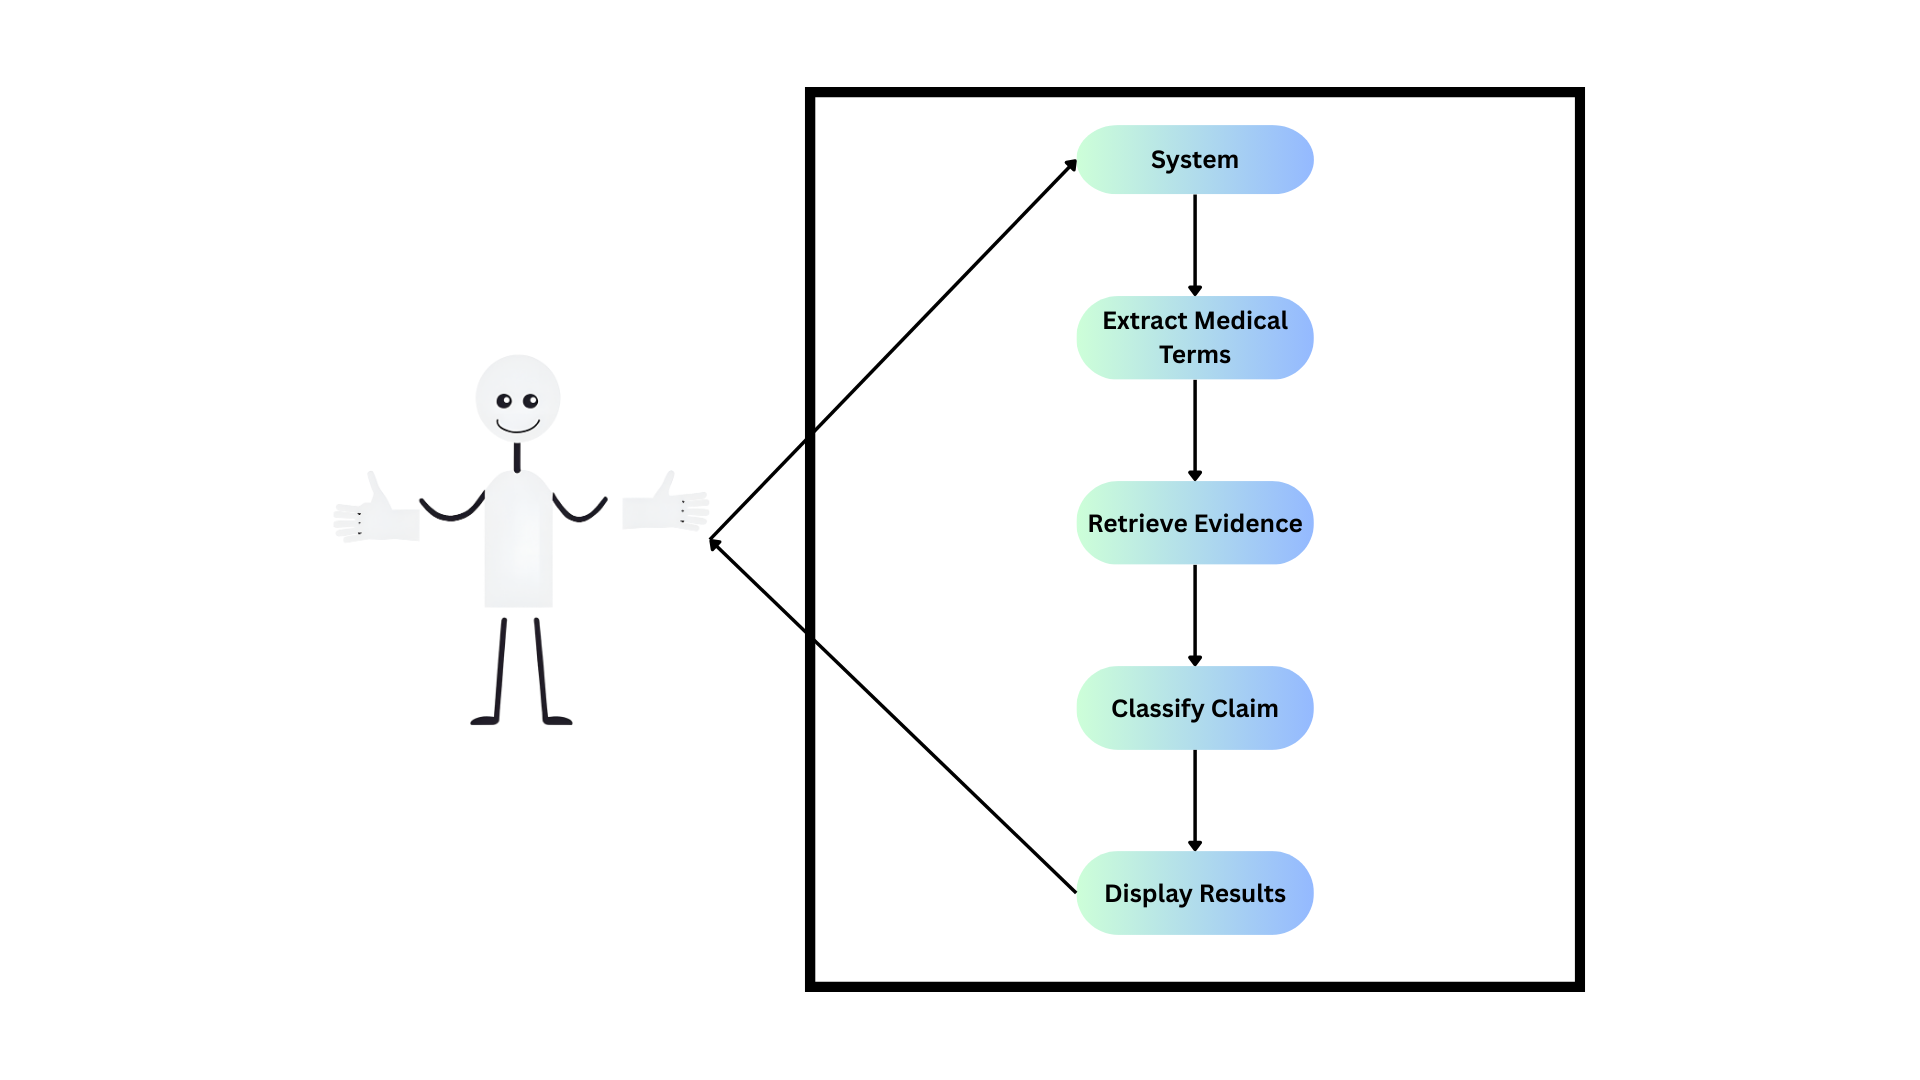 System
Extract Medical
Terms
Retrieve Evidence
Classify Claim
Display Results